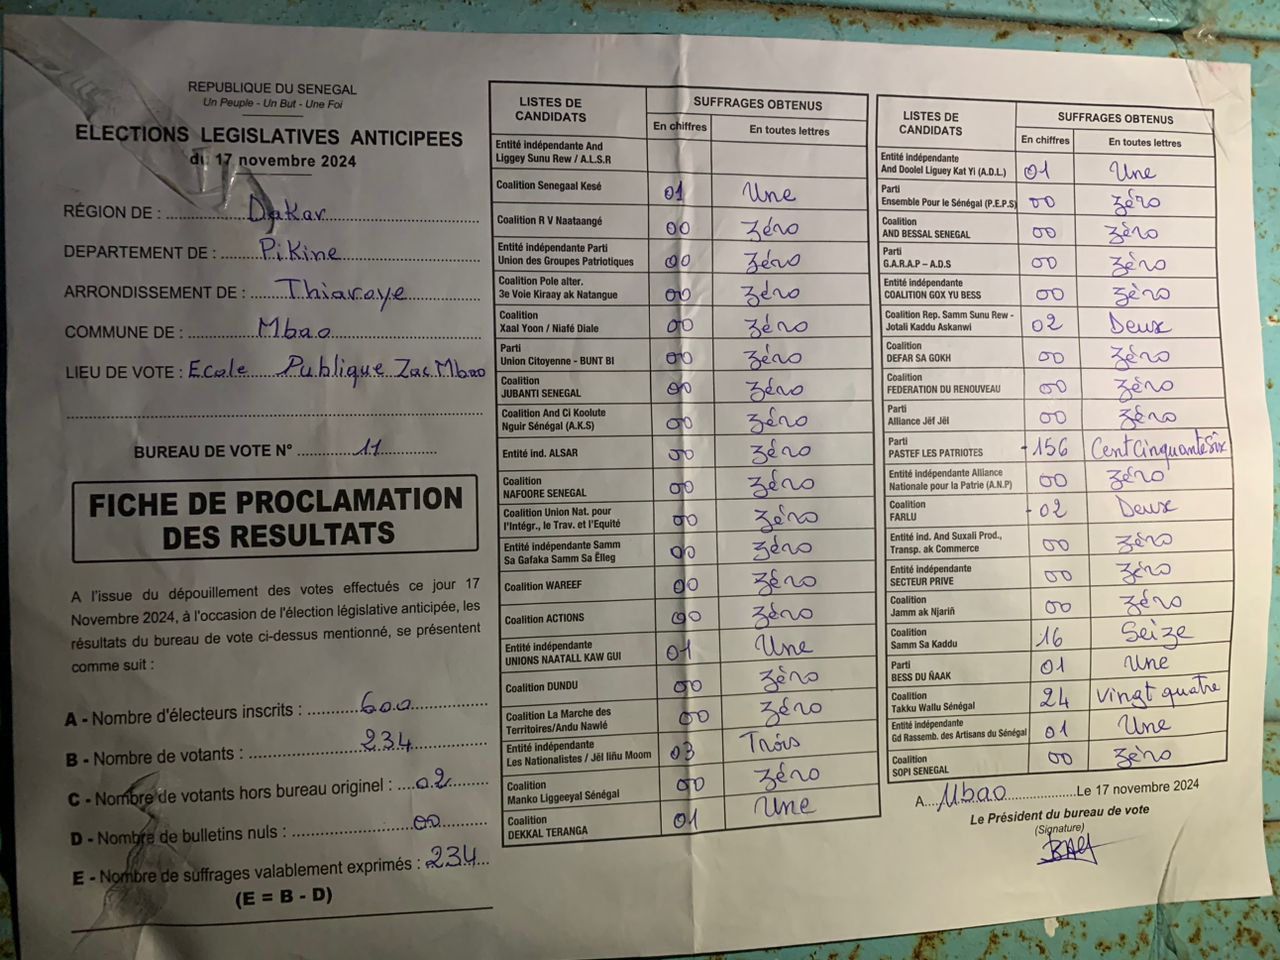 REPUBLIQUE DU SENEGAL
Un Peuple - Un But - Une Foi
ELECTIONS LEGISLATIVES ANTICIPEES
du 17 novembre 2024
RÉGION DE : Dakar
DEPARTEMENT DE : Pikine
ARRONDISSEMENT DE : Thiaroye
COMMUNE DE : Mbao
LIEU DE VOTE : Ecole Publique Zac Mbao
BUREAU DE VOTE N° 11
FICHE DE PROCLAMATION
DES RESULTATS
A l'issue du dépouillement des votes effectués ce jour 17
Novembre 2024, à l'occasion de l'élection législative anticipée, les
résultats du bureau de vote ci-dessus mentionné, se présentent
comme suit :
A - Nombre d'électeurs inscrits : 600
B - Nombre de votants : 234
C - Nombre de votants hors bureau originel : 02
D - Nombre de bulletins nuls : 00
E - Nombre de suffrages valablement exprimés : 234
(E = B - D)
LISTES DE CANDIDATS SUFFRAGES OBTENUS
En chiffres En toutes lettres
Entité indépendante And
Liggey Sunu Rew / A.L.S.R
Coalition Senegaal Kesé 01 Une
Coalition R V Naataangé 00 Zéro
Entité indépendante Parti
Union des Groupes Patriotiques 00 Zéro
Coalition Pole alter.
3e Voie Kiraay ak Natangue 00 Zéro
Coalition
Xaal Yoon / Niafé Diale 00 Zéro
Parti
Union Citoyenne - BUNT BI 00 Zéro
Coalition
JUBANTI SENEGAL 00 Zéro
Coalition And Ci Koolute
Nguir Sénégal (A.K.S) 00 Zéro
Entité ind. ALSAR 00 Zéro
Coalition
NAFOORE SENEGAL 00 Zéro
Coalition Union Nat. pour
l'Intégr., le Trav. et l'Equité 00 Zéro
Entité indépendante Samm
Sa Gafaka Samm Sa Ëlleg 00 Zéro
Coalition WAREEF 00 Zéro
Coalition ACTIONS 00 Zéro
Entité indépendante
UNIONS NAATALL KAW GUI 01 Une
Coalition DUNDU 00 Zéro
Coalition La Marche des
Territoires/Andu Nawlé 00 Zéro
Entité indépendante
Les Nationalistes / Jël liñu Moom 03 Trois
Coalition
Manko Liggeeyal Sénégal 00 Zéro
Coalition
DEKKAL TERANGA 01 Une
LISTES DE CANDIDATS SUFFRAGES OBTENUS
En chiffres En toutes lettres
Entité indépendante
And Doolel Liguey Kat Yi (A.D.L.) 01 Une
Parti
Ensemble Pour le Sénégal (P.E.P.S) 00 Zéro
Coalition
AND BESSAL SENEGAL 00 Zéro
Parti
G.A.R.A.P – A.D.S 00 Zéro
Entité indépendante
COALITION GOX YU BESS 00 Zéro
Coalition Rep. Samm Sunu Rew -
Jotali Kaddu Askanwi 02 Deux
Coalition
DEFAR SA GOKH 00 Zéro
Coalition
FEDERATION DU RENOUVEAU 00 Zéro
Parti
Alliance Jëf Jël 00 Zéro
Parti
PASTEF LES PATRIOTES 156 Cent Cinquante Six
Entité indépendante Alliance
Nationale pour la Patrie (A.N.P) 00 Zéro
Coalition
FARLU 02 Deux
Entité ind. And Suxali Prod.,
Transp. ak Commerce 00 Zéro
Entité indépendante
SECTEUR PRIVE 00 Zéro
Coalition
Jamm ak Njariñ 00 Zéro
Coalition
Samm Sa Kaddu 16 Seize
Parti
BESS DU ÑAAK 01 Une
Coalition
Takku Wallu Sénégal 24 Vingt quatre
Entité indépendante
Gd Rassemb. des Artisans du Sénégal 01 Une
Coalition
SOPI SENEGAL 00 Zéro
A Mbao Le 17 novembre 2024
Le Président du bureau de vote
(Signature)